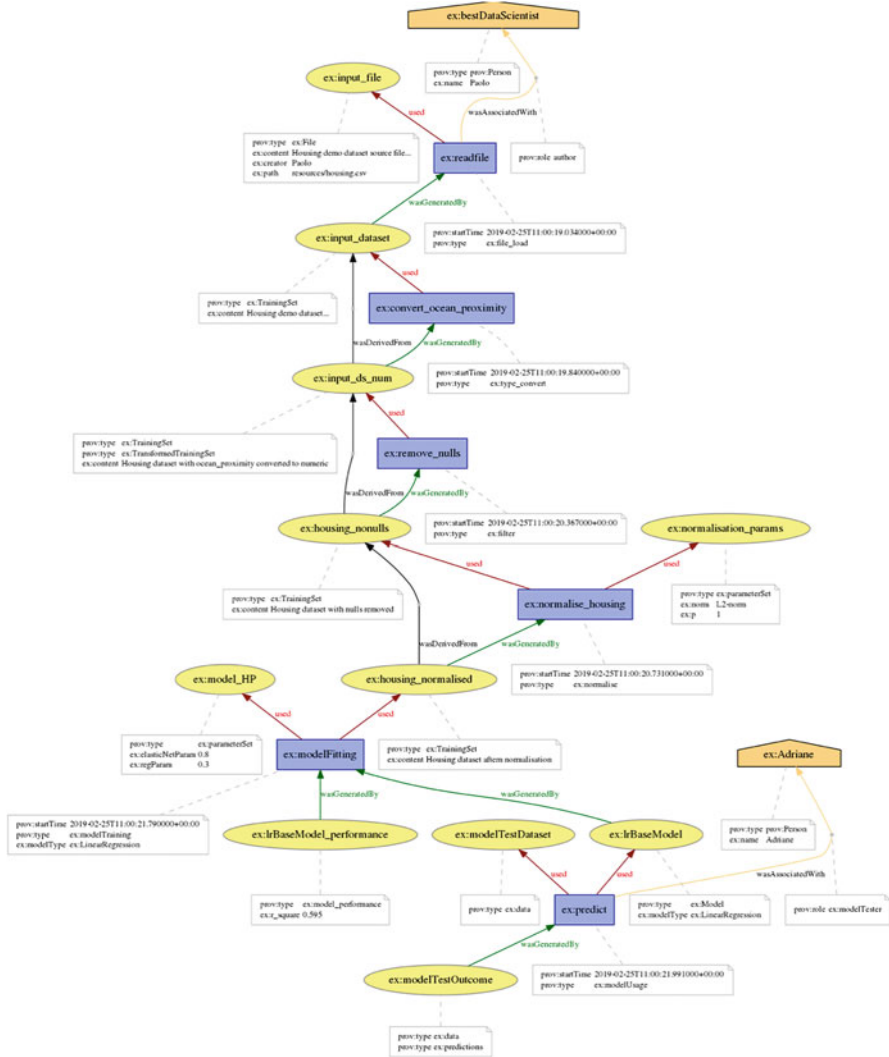 ex:bestDataScientist
prov:type prov:Person
ex:name Paolo
ex:input_file
used
wasAssociatedWith
prov:type ex:File
ex:content Housing demo dataset source file...
ex:creator Paolo
ex:path resources/housing.csv
ex:readfile
prov:role author
wasGeneratedBy
ex:input_dataset
prov:startTime 2019-02-25T11:00:19.034000+00:00
prov:type ex:file_load
used
prov:type ex:TrainingSet
ex:content Housing demo dataset...
ex:convert_ocean_proximity
wasDerivedFrom
wasGeneratedBy
ex:input_ds_num
prov:startTime 2019-02-25T11:00:19.840000+00:00
prov:type ex:type_convert
used
prov:type ex:TrainingSet
prov:type ex:TransformedTrainingSet
ex:content Housing dataset with ocean_proximity converted to numeric
ex:remove_nulls
wasDerivedFrom
wasGeneratedBy
ex:housing_nonulls
prov:startTime 2019-02-25T11:00:20.367000+00:00
prov:type ex:filter
ex:normalisation_params
used
used
prov:type ex:TrainingSet
ex:content Housing dataset with nulls removed
ex:normalise_housing
prov:type ex:parameterSet
ex:norm L2-norm
ex:p 1
wasDerivedFrom
wasGeneratedBy
ex:model_HP
ex:housing_normalised
prov:startTime 2019-02-25T11:00:20.731000+00:00
prov:type ex:normalise
used
used
prov:type ex:parameterSet
ex:elasticNetParam 0.8
ex:regParam 0.3
ex:modelFitting
prov:type ex:TrainingSet
ex:content Housing dataset aftern normalisation
ex:Adriane
wasGeneratedBy
wasGeneratedBy
prov:startTime 2019-02-25T11:00:21.790000+00:00
prov:type ex:modelTraining
ex:modelType ex:LinearRegression
ex:lrBaseModel_performance
ex:modelTestDataset
ex:lrBaseModel
prov:type prov:Person
ex:name Adriane
used
used
wasAssociatedWith
prov:type ex:model_performance
ex:r_square 0.595
prov:type ex:data
ex:predict
prov:type ex:Model
ex:modelType ex:LinearRegression
prov:role ex:modelTester
wasGeneratedBy
ex:modelTestOutcome
prov:startTime 2019-02-25T11:00:21.991000+00:00
prov:type ex:modelUsage
prov:type ex:data
prov:type ex:predictions